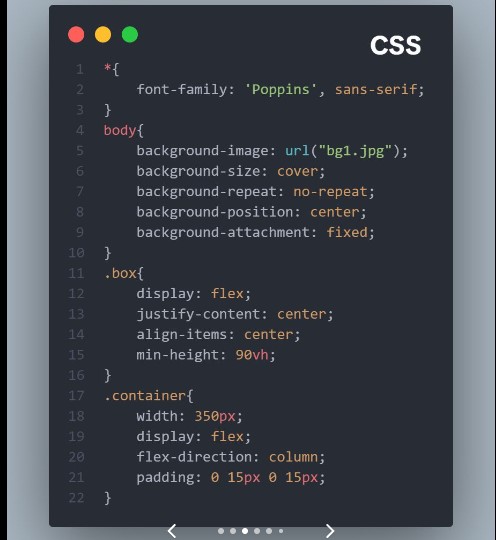 CSS
1 *{
2     font-family: 'Poppins', sans-serif;
3 }
4 body{
5     background-image: url("bg1.jpg");
6     background-size: cover;
7     background-repeat: no-repeat;
8     background-position: center;
9     background-attachment: fixed;
10 }
11 .box{
12     display: flex;
13     justify-content: center;
14     align-items: center;
15     min-height: 90vh;
16 }
17 .container{
18     width: 350px;
19     display: flex;
20     flex-direction: column;
21     padding: 0 15px 0 15px;
22 }